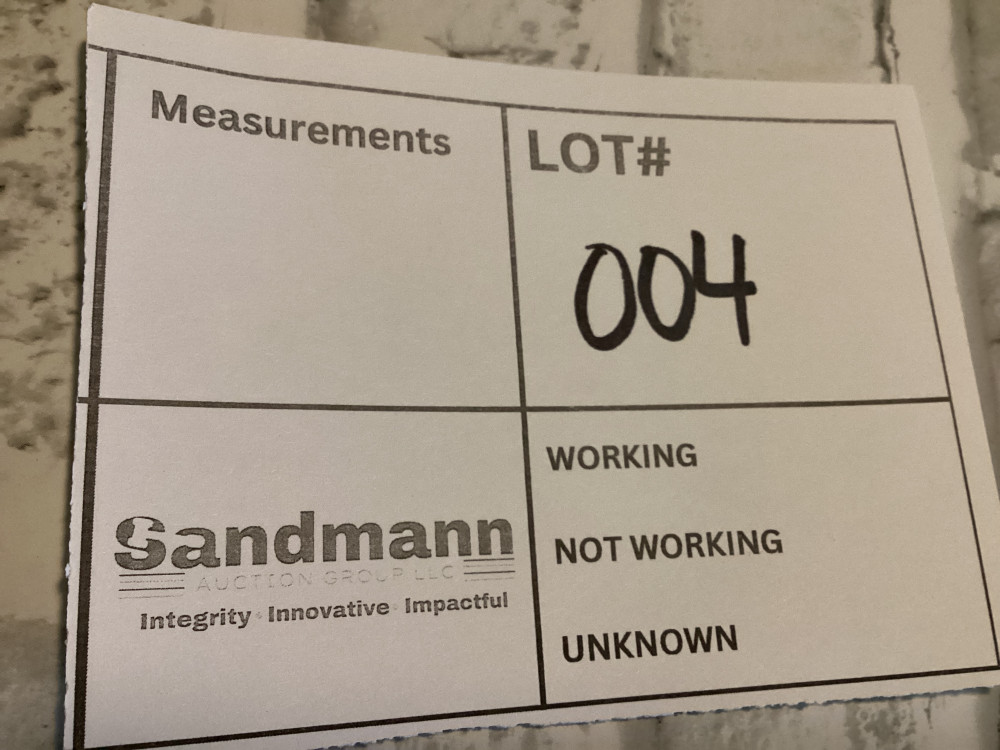 Measurements
LOT#
004
Sandmann
AUCTION GROUP LLC
Integrity · Innovative · Impactful
WORKING
NOT WORKING
UNKNOWN